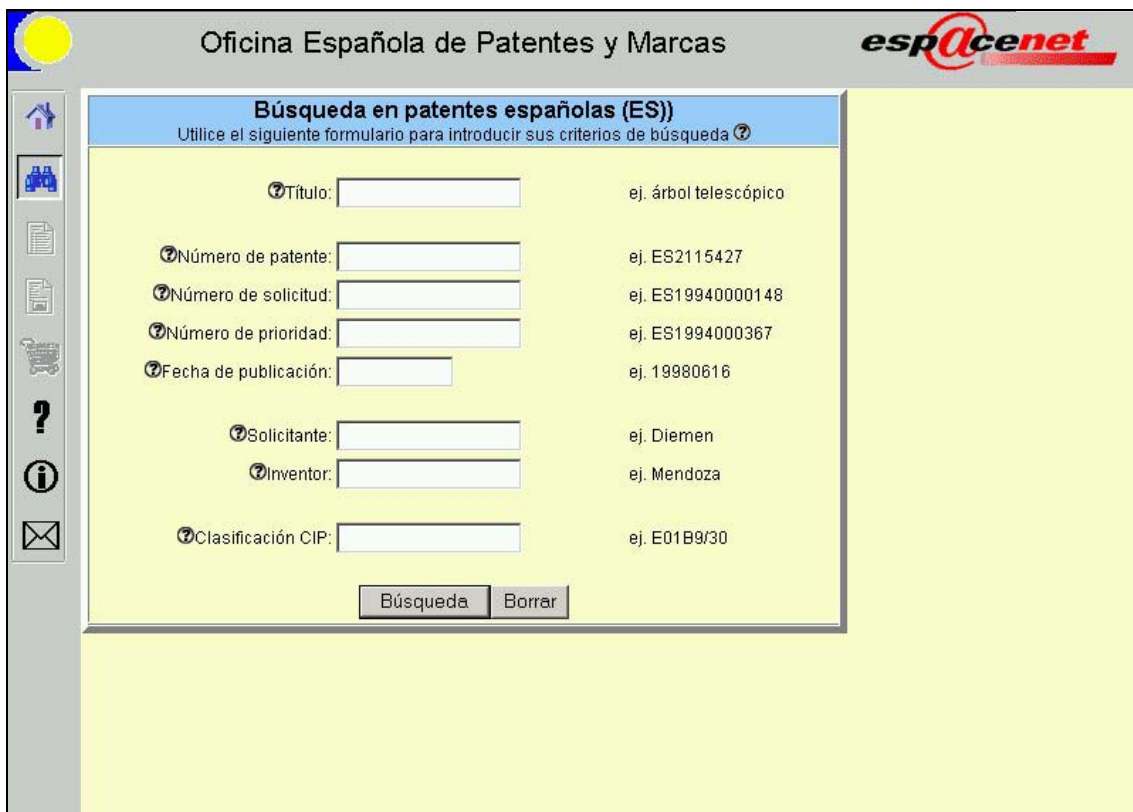 Oficina Española de Patentes y Marcas
esp@cenet
Búsqueda en patentes españolas (ES))
Utilice el siguiente formulario para introducir sus criterios de búsqueda ?
?Título: ej. árbol telescópico
?Número de patente: ej. ES2115427
?Número de solicitud: ej. ES19940000148
?Número de prioridad: ej. ES1994000367
?Fecha de publicación: ej. 19980616
?Solicitante: ej. Diemen
?Inventor: ej. Mendoza
?Clasificación CIP: ej. E01B9/30
Búsqueda Borrar